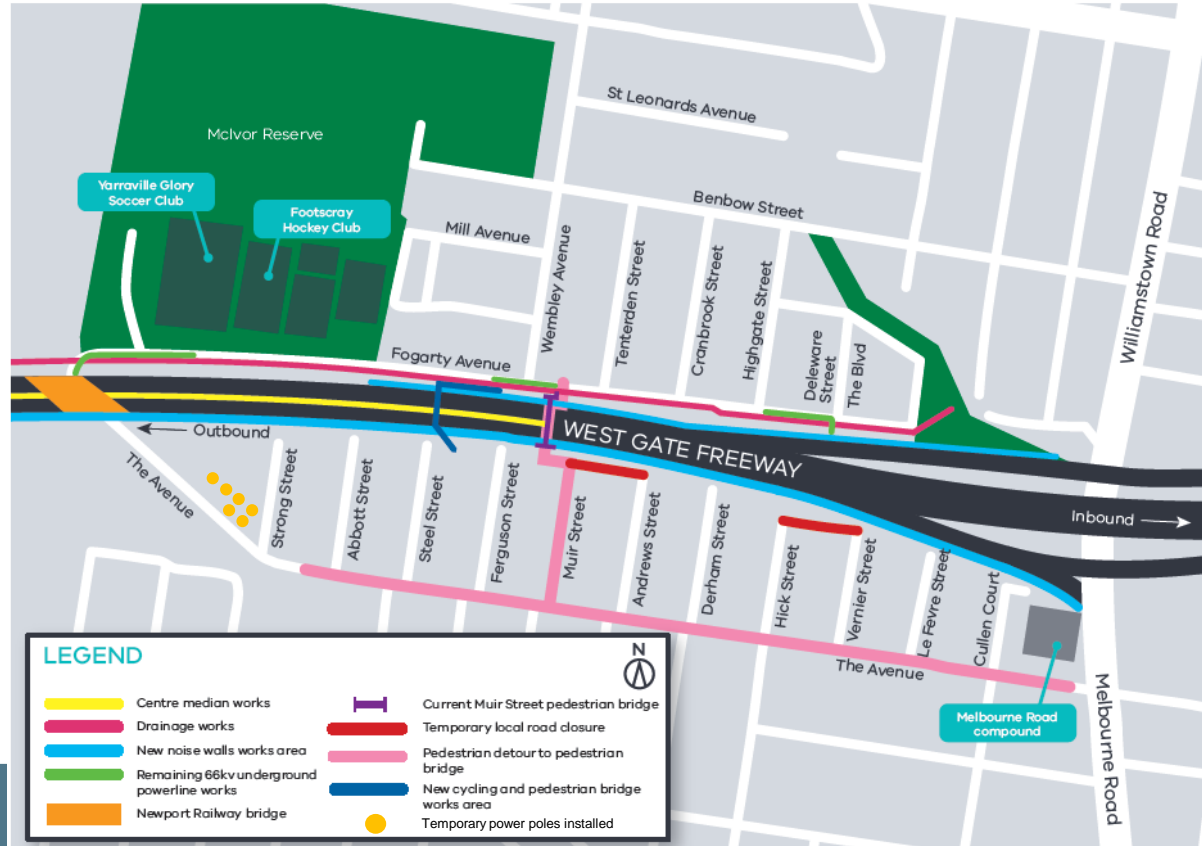 St Leonards Avenue
McIvor Reserve
Yarraville Glory
Soccer Club
Footscray
Hockey Club
Benbow Street
Mill Avenue
Wembley Avenue
Tenterden Street
Cranbrook Street
Highgate Street
Deleware
Street
The Blvd
Williamstown Road
Fogarty Avenue
Outbound
WEST GATE FREEWAY
Inbound
The Avenue
Strong Street
Abbott Street
Steel Street
Ferguson Street
Muir Street
Andrews Street
Derham Street
Hick Street
Vernier Street
Le Fevre Street
Cullen Court
The Avenue
Melbourne Road
compound
Melbourne Road
LEGEND
N
Centre median works
Drainage works
New noise walls works area
Remaining 66kv underground
powerline works
Newport Railway bridge
Current Muir Street pedestrian bridge
Temporary local road closure
Pedestrian detour to pedestrian
bridge
New cycling and pedestrian bridge
works area
Temporary power poles installed